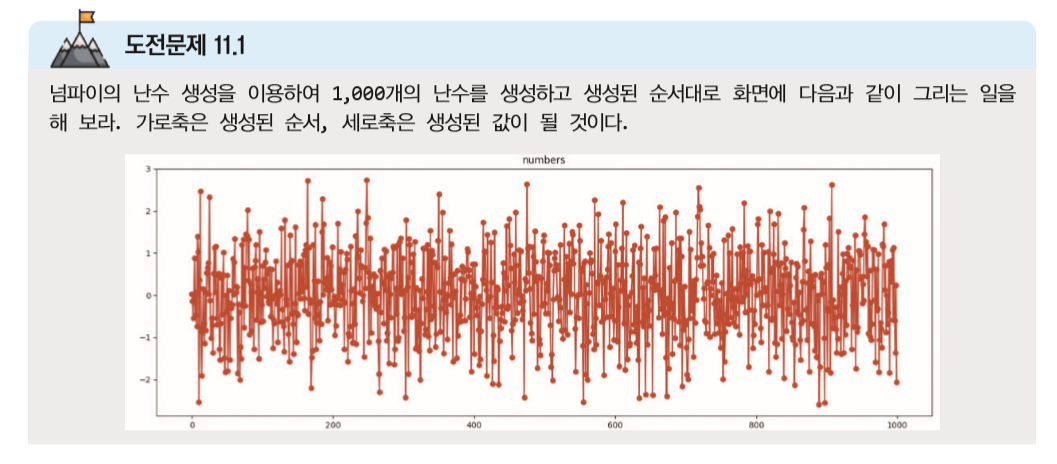 도전문제 11.1
넘파이의 난수 생성을 이용하여 1,000개의 난수를 생성하고 생성된 순서대로 화면에 다음과 같이 그리는 일을
해 보라. 가로축은 생성된 순서, 세로축은 생성된 값이 될 것이다.
numbers
3
2
1
0
−1
−2
0 200 400 600 800 1000